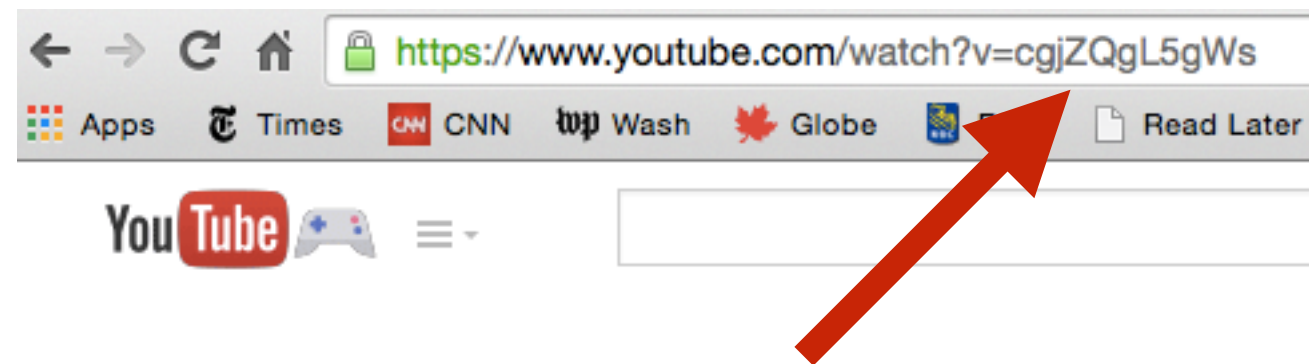 https://www.youtube.com/watch?v=cgjZQgL5gWs
Apps Times CNN Wash Globe Read Later
YouTube